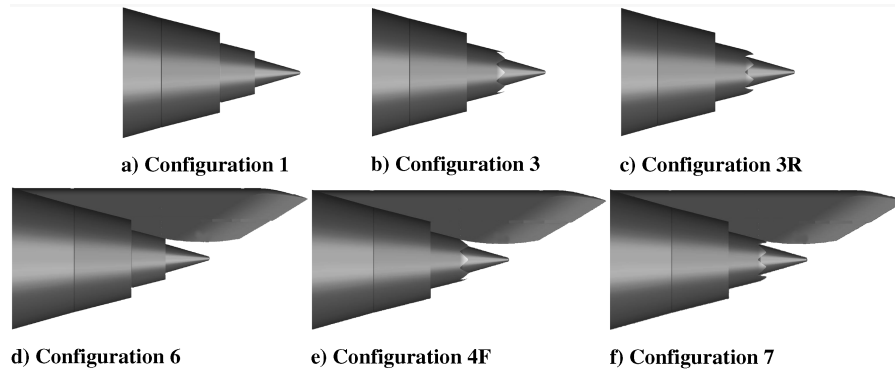 a) Configuration 1
b) Configuration 3
c) Configuration 3R
d) Configuration 6
e) Configuration 4F
f) Configuration 7